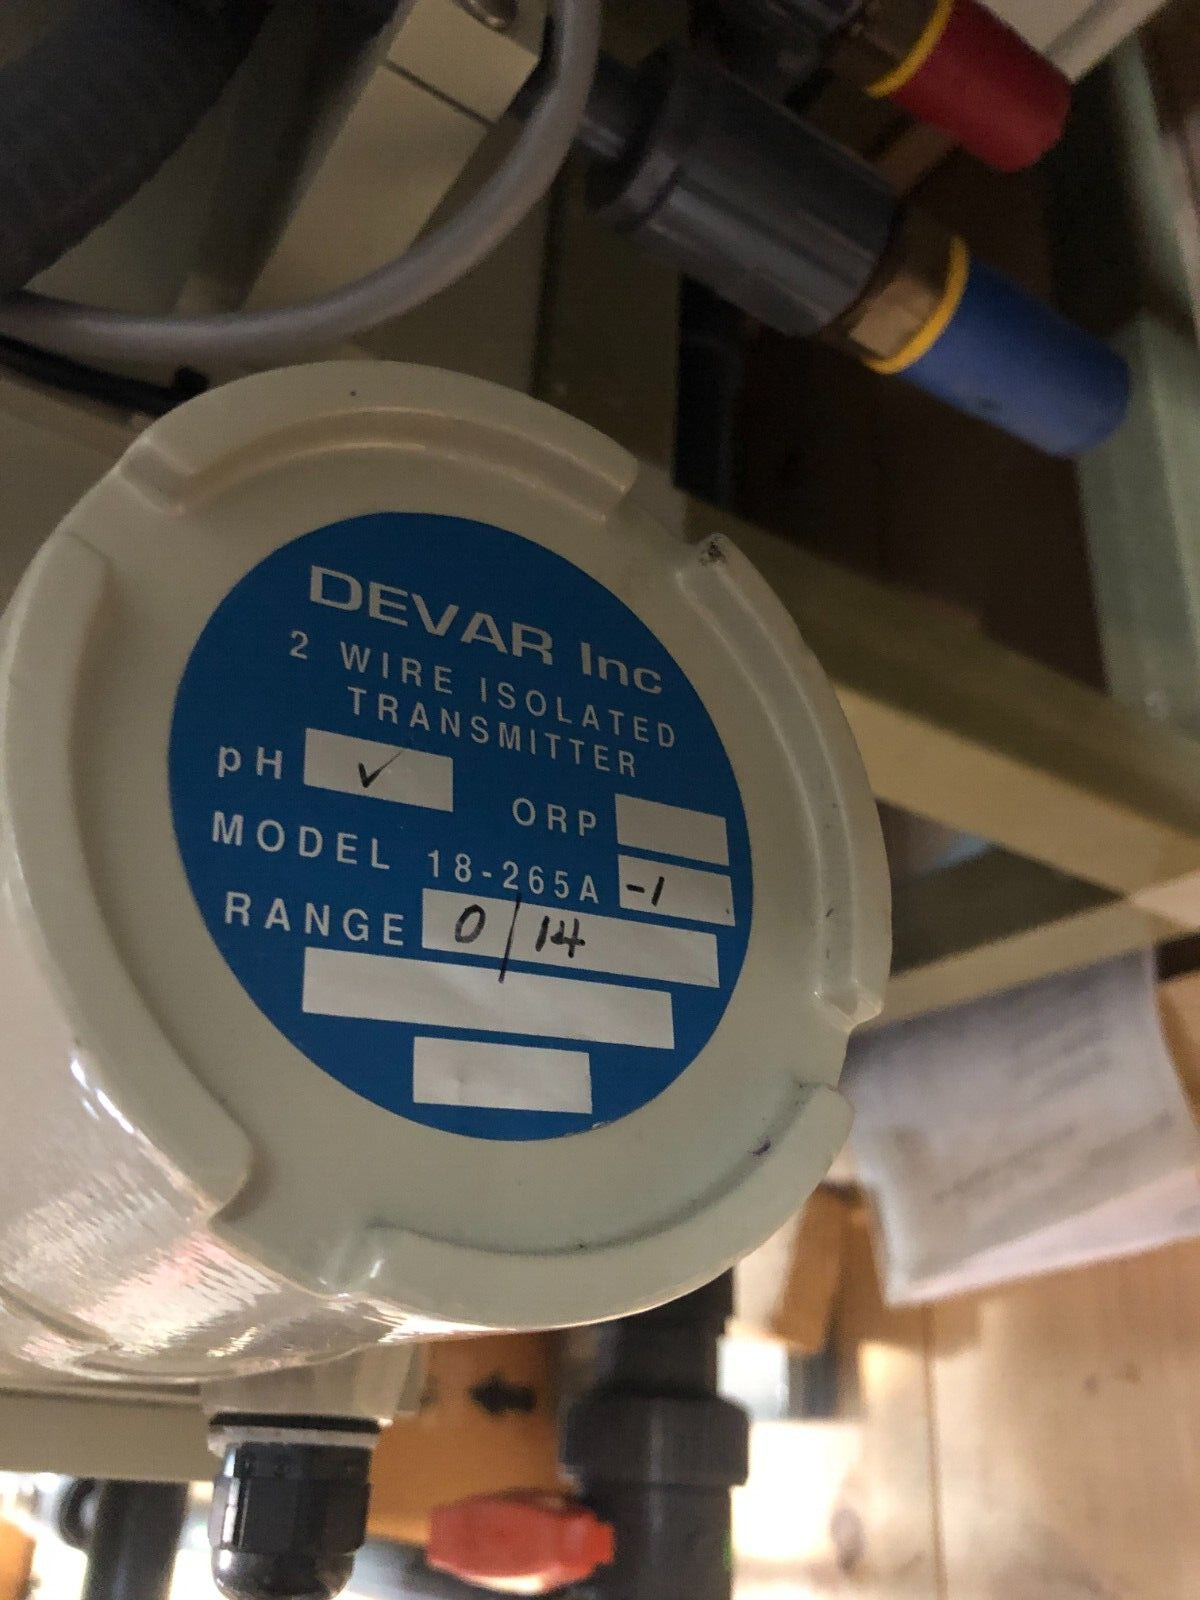 DEVAR Inc
2 WIRE ISOLATED
TRANSMITTER
pH ✓ ORP
MODEL 18-265A -1
RANGE 0/14